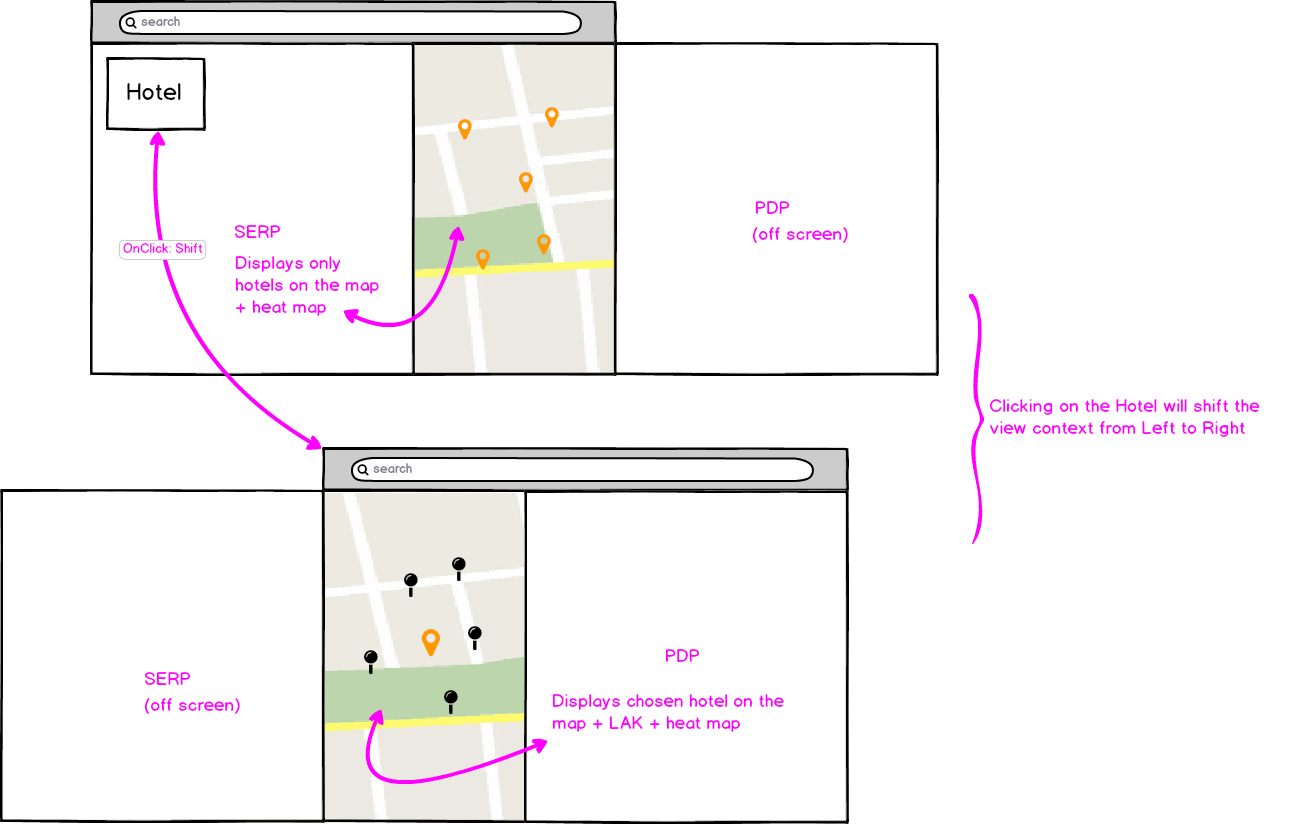 search
Hotel
OnClick: Shift
SERP
Displays only
hotels on the map
+ heat map
PDP
(off screen)
Clicking on the Hotel will shift the
view context from Left to Right
search
SERP
(off screen)
PDP
Displays chosen hotel on the
map + LAK + heat map